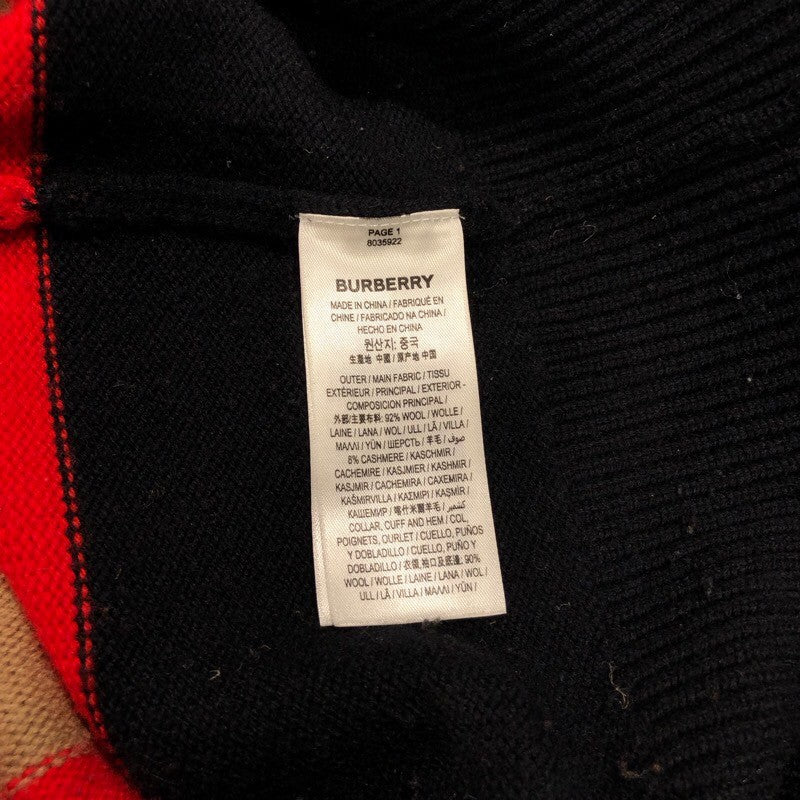 PAGE 1
8035922
BURBERRY
MADE IN CHINA / FABRIQUÉ EN
CHINE / FABRICADO NA CHINA /
HECHO EN CHINA
원산지: 중국
生產地 中國 / 原产地 中国
OUTER / MAIN FABRIC / TISSU
EXTÉRIEUR / PRINCIPAL / EXTERIOR -
COMPOSICIÓN PRINCIPAL /
外部/主要布料: 92% WOOL / WOLLE /
LAINE / LANA / WOL / ULL / LÃ / VILLA /
ΜΑΛΛΙ / YÜN / ШЕРСТЬ / 羊毛 / صوف /
8% CASHMERE / KASCHMIR /
CACHEMIRE / KASJMIER / KASHMIR /
KASJMIR / CACHEMIRA / CAXEMIRA /
KAŠMIRVILLA / ΚΑΣΜΙΡΙ / KAŞMİR /
КАШЕМИР / 喀什米爾羊毛 / كشمير /
COLLAR, CUFF AND HEM / COL,
POIGNETS, OURLET / CUELLO, PUÑOS
Y DOBLADILLO / CUELLO, PUÑO Y
DOBLADILLO / 衣領,袖口及底邊: 90%
WOOL / WOLLE / LAINE / LANA / WOL /
ULL / LÃ / VILLA / ΜΑΛΛΙ / YÜN /